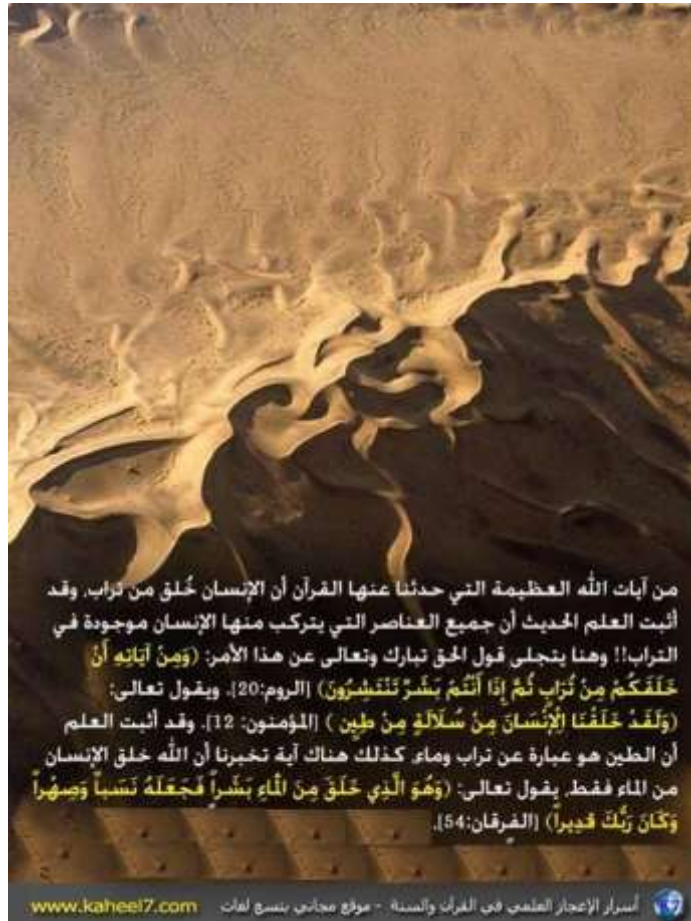 من آيات الله العظيمة التي حدثنا عنها القرآن أن الإنسان خُلق من تراب، وقد
أثبت العلم الحديث أن جميع العناصر التي يتركب منها الإنسان موجودة في
التراب!! وهنا يتجلى قول الحق تبارك وتعالى عن هذا الأمر: (وَمِنْ آَيَاتِهِ أَنْ
خَلَقَكُمْ مِنْ تُرَابٍ ثُمَّ إِذَا أَنْتُمْ بَشَرٌ تَنْتَشِرُونَ) [الروم:20]. ويقول تعالى:
(وَلَقَدْ خَلَقْنَا الْإِنْسَانَ مِنْ سُلَالَةٍ مِنْ طِينٍ ) [المؤمنون: 12]. وقد أثبت العلم
أن الطين هو عبارة عن تراب وماء. كذلك هناك آية تخبرنا أن الله خلق الإنسان
من الماء فقط، يقول تعالى: (وَهُوَ الَّذِي خَلَقَ مِنَ الْمَاءِ بَشَراً فَجَعَلَهُ نَسَباً وَصِهْراً
وَكَانَ رَبُّكَ قَدِيراً) [الفرقان:54].
أسرار الإعجاز العلمي في القرآن والسنة - موقع مجاني بتسع لغات www.kaheel7.com